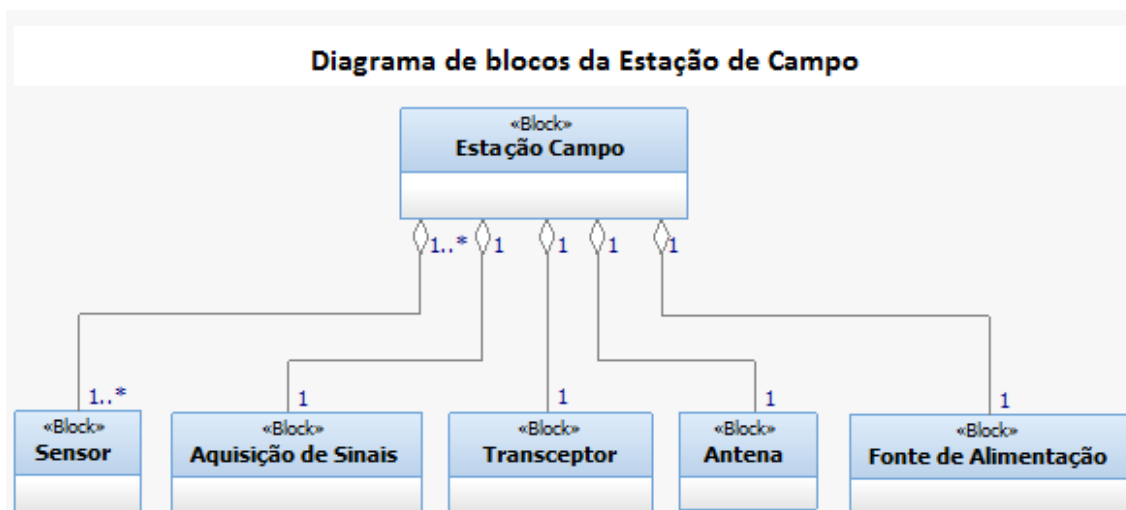 Diagrama de blocos da Estação de Campo
«Block»
Estação Campo
1..* 1 1 1 1
1..* 1 1 1 1
«Block» «Block» «Block» «Block» «Block»
Sensor Aquisição de Sinais Transceptor Antena Fonte de Alimentação